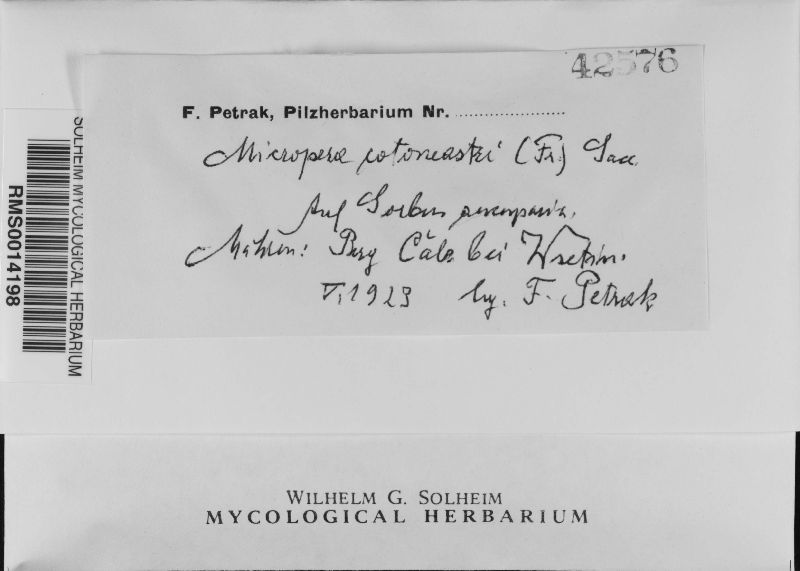 42576
F. Petrak, Pilzherbarium Nr. ......................
Micropera cotoneastri (Fr.) Sacc.
Auf Sorbus aucuparia.
Mähren: Berg Čáb bei Wsetin.
V. 1923 lg. F. Petrak
SOLHEIM MYCOLOGICAL HERBARIUM
RMS0014198
WILHELM G. SOLHEIM
MYCOLOGICAL HERBARIUM